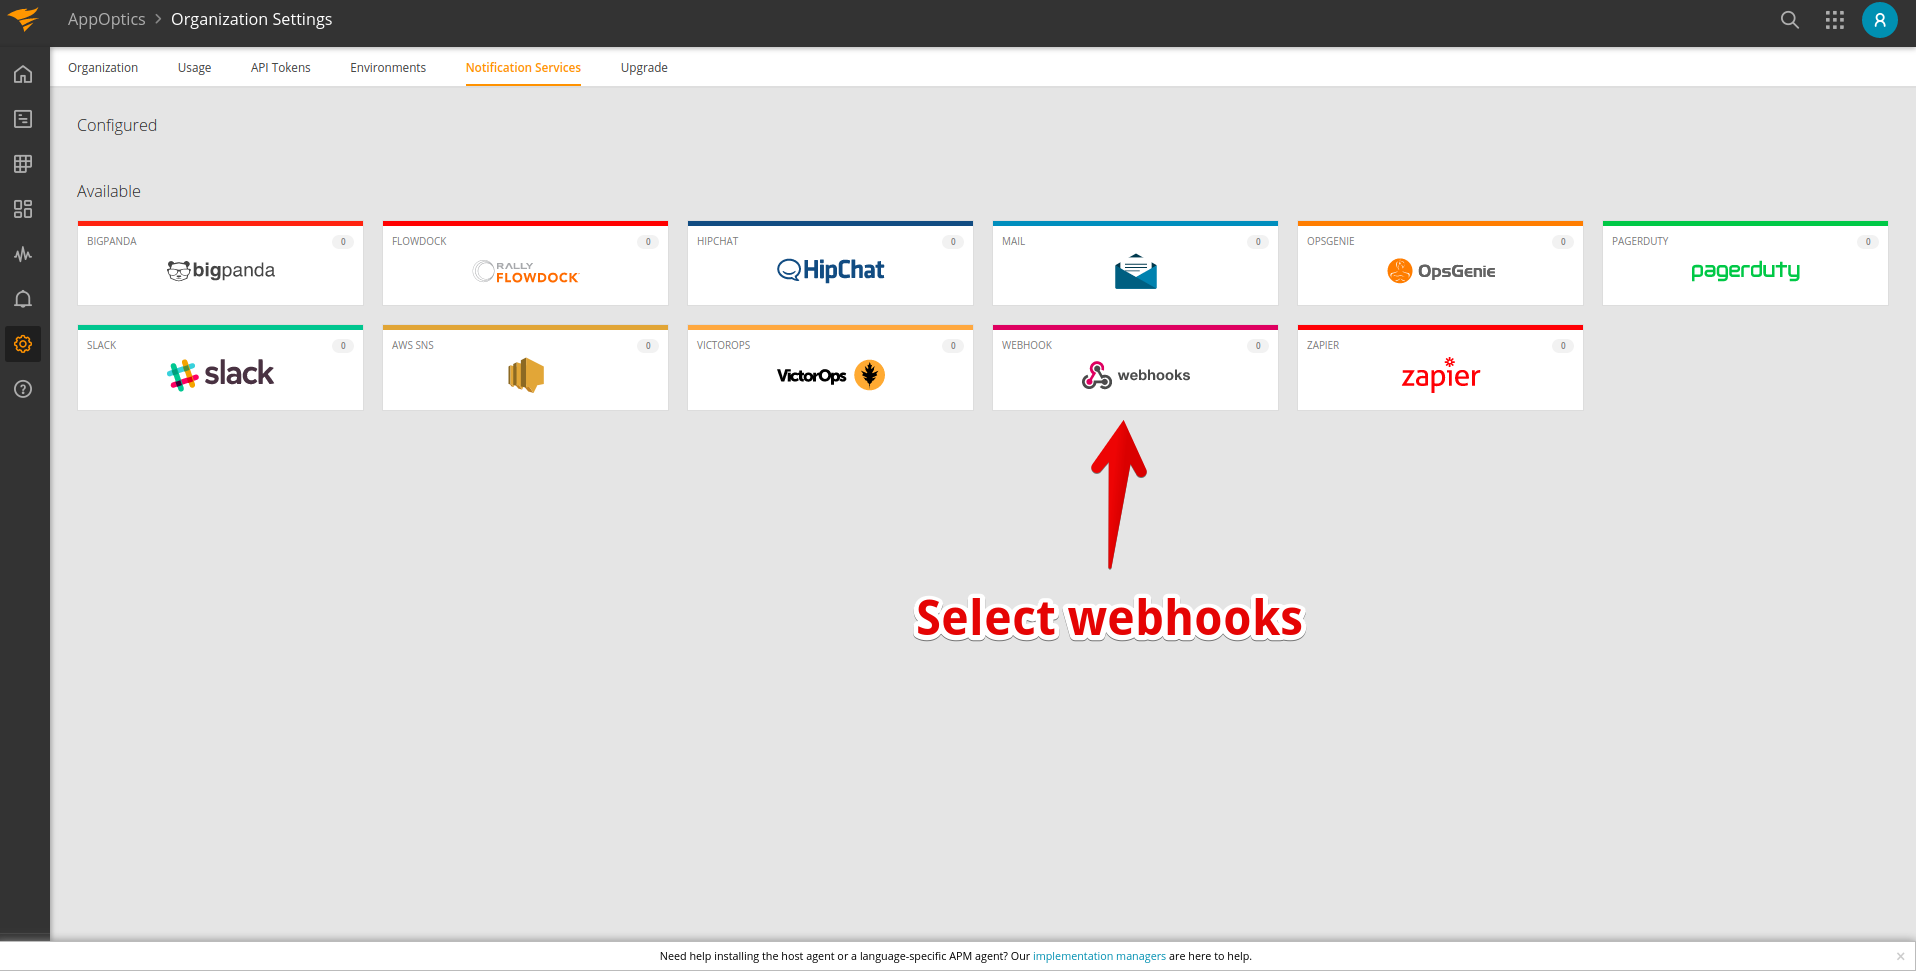 AppOptics > Organization Settings
R
Organization Usage API Tokens Environments Notification Services Upgrade
Configured
Available
BIGPANDA 0
bigpanda
FLOWDOCK 0
RALLY
FLOWDOCK
HIPCHAT 0
HipChat
MAIL 0
OPSGENIE 0
OpsGenie
PAGERDUTY 0
pagerduty
SLACK 0
slack
AWS SNS 0
VICTOROPS 0
VictorOps
WEBHOOK 0
webhooks
ZAPIER 0
zapier
Select webhooks
Need help installing the host agent or a language-specific APM agent? Our implementation managers are here to help.